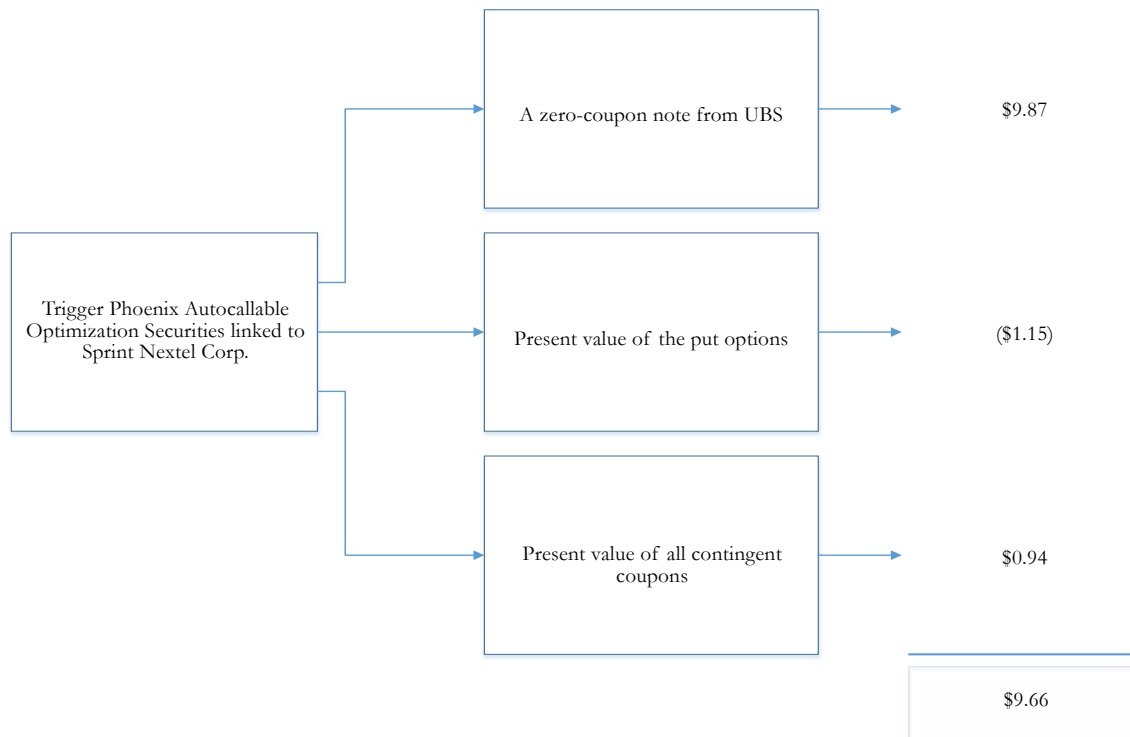 A zero-coupon note from UBS
$9.87
Trigger Phoenix Autocallable
Optimization Securities linked to
Sprint Nextel Corp.
Present value of the put options
($1.15)
Present value of all contingent
coupons
$0.94
$9.66